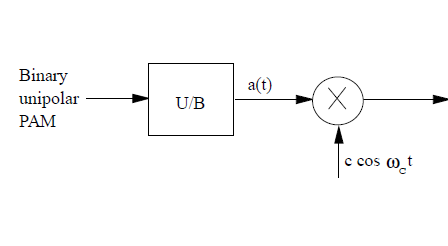 Binary
unipolar
PAM
U/B
a(t)
c cos ω_c t